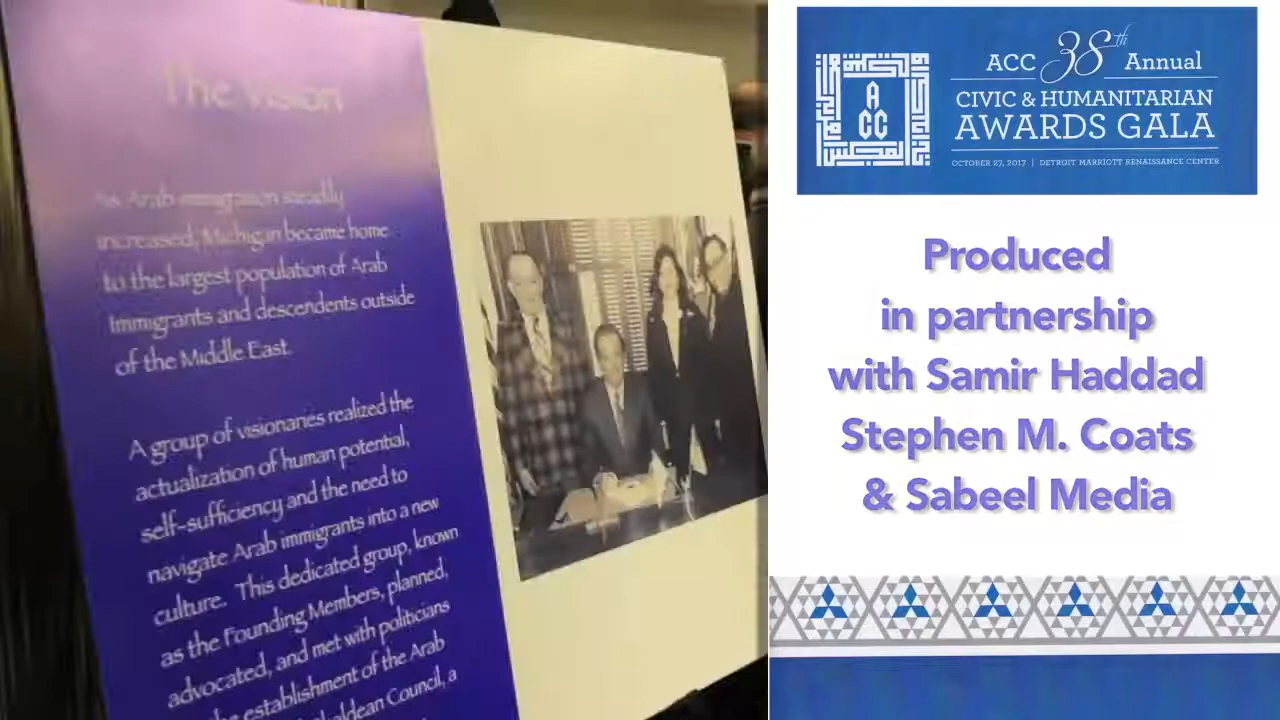 The Vision
As Arab immigration steadily
increased, Michigan became home
to the largest population of Arab
Immigrants and descendents outside
of the Middle East.
A group of visionaries realized the
actualization of human potential,
self-sufficiency and the need to
navigate Arab immigrants into a new
culture. This dedicated group, known
as the Founding Members, planned,
advocated, and met with politicians
the establishment of the Arab
Council, a
ACC 38th Annual
CIVIC & HUMANITARIAN
AWARDS GALA
OCTOBER 27, 2017 | DETROIT MARRIOTT RENAISSANCE CENTER
A
CC
Produced
in partnership
with Samir Haddad
Stephen M. Coats
& Sabeel Media